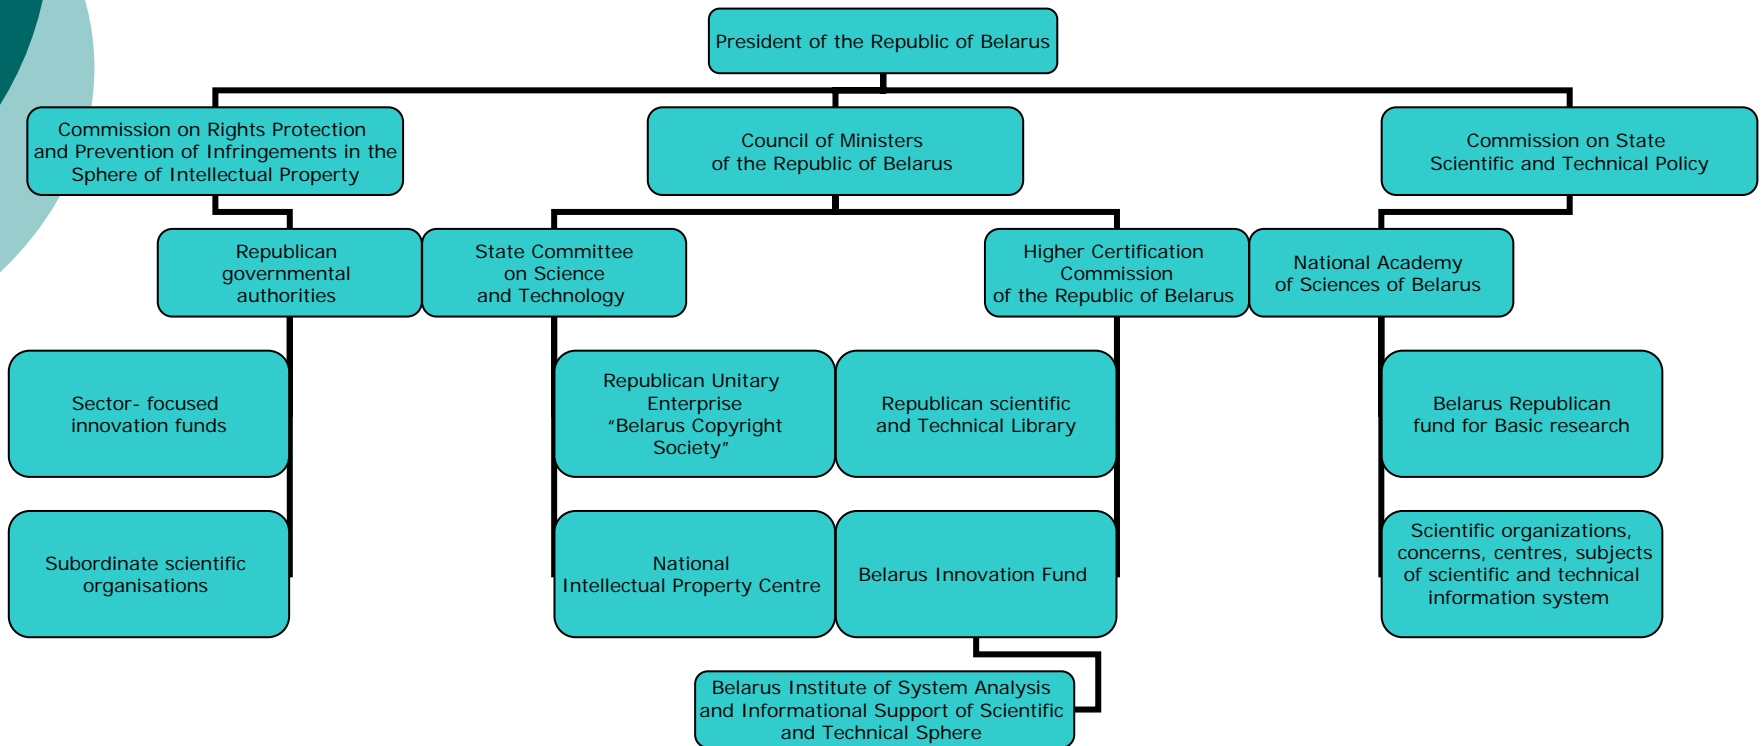 President of the Republic of Belarus
Commission on Rights Protection
and Prevention of Infringements in the
Sphere of Intellectual Property
Council of Ministers
of the Republic of Belarus
Commission on State
Scientific and Technical Policy
Republican
governmental
authorities
State Committee
on Science
and Technology
Higher Certification
Commission
of the Republic of Belarus
National Academy
of Sciences of Belarus
Sector- focused
innovation funds
Republican Unitary
Enterprise
“Belarus Copyright
Society”
Republican scientific
and Technical Library
Belarus Republican
fund for Basic research
Subordinate scientific
organisations
National
Intellectual Property Centre
Belarus Innovation Fund
Scientific organizations,
concerns, centres, subjects
of scientific and technical
information system
Belarus Institute of System Analysis
and Informational Support of Scientific
and Technical Sphere